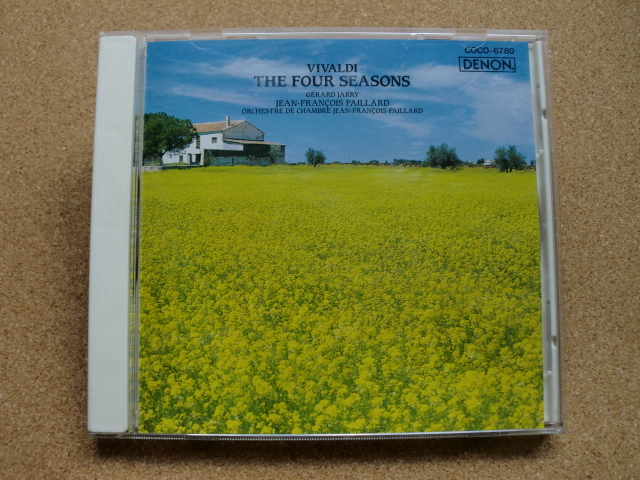 COCO-6780
DENON
VIVALDI
THE FOUR SEASONS
GÉRARD JARRY
JEAN-FRANÇOIS PAILLARD
ORCHESTRE DE CHAMBRE JEAN-FRANÇOIS PAILLARD